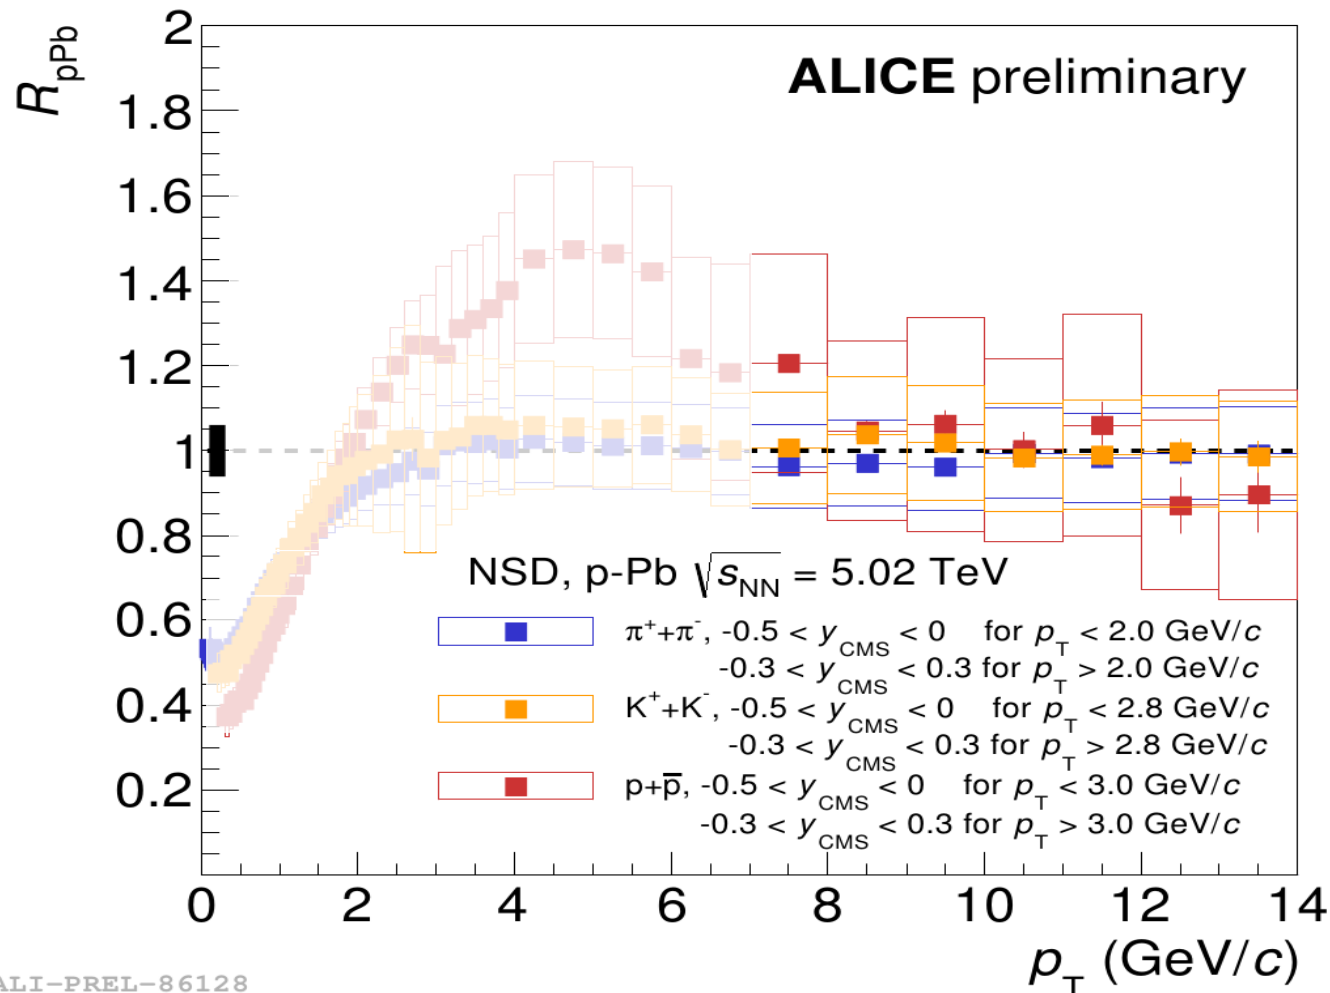 R_pPb
ALICE preliminary
2
1.8
1.6
1.4
1.2
1
0.8
0.6
0.4
0.2
NSD, p-Pb √s_NN = 5.02 TeV
π⁺+π⁻, -0.5 < y_CMS < 0 for p_T < 2.0 GeV/c
-0.3 < y_CMS < 0.3 for p_T > 2.0 GeV/c
K⁺+K⁻, -0.5 < y_CMS < 0 for p_T < 2.8 GeV/c
-0.3 < y_CMS < 0.3 for p_T > 2.8 GeV/c
p+p̅, -0.5 < y_CMS < 0 for p_T < 3.0 GeV/c
-0.3 < y_CMS < 0.3 for p_T > 3.0 GeV/c
0 2 4 6 8 10 12 14
p_T (GeV/c)
ALI-PREL-86128